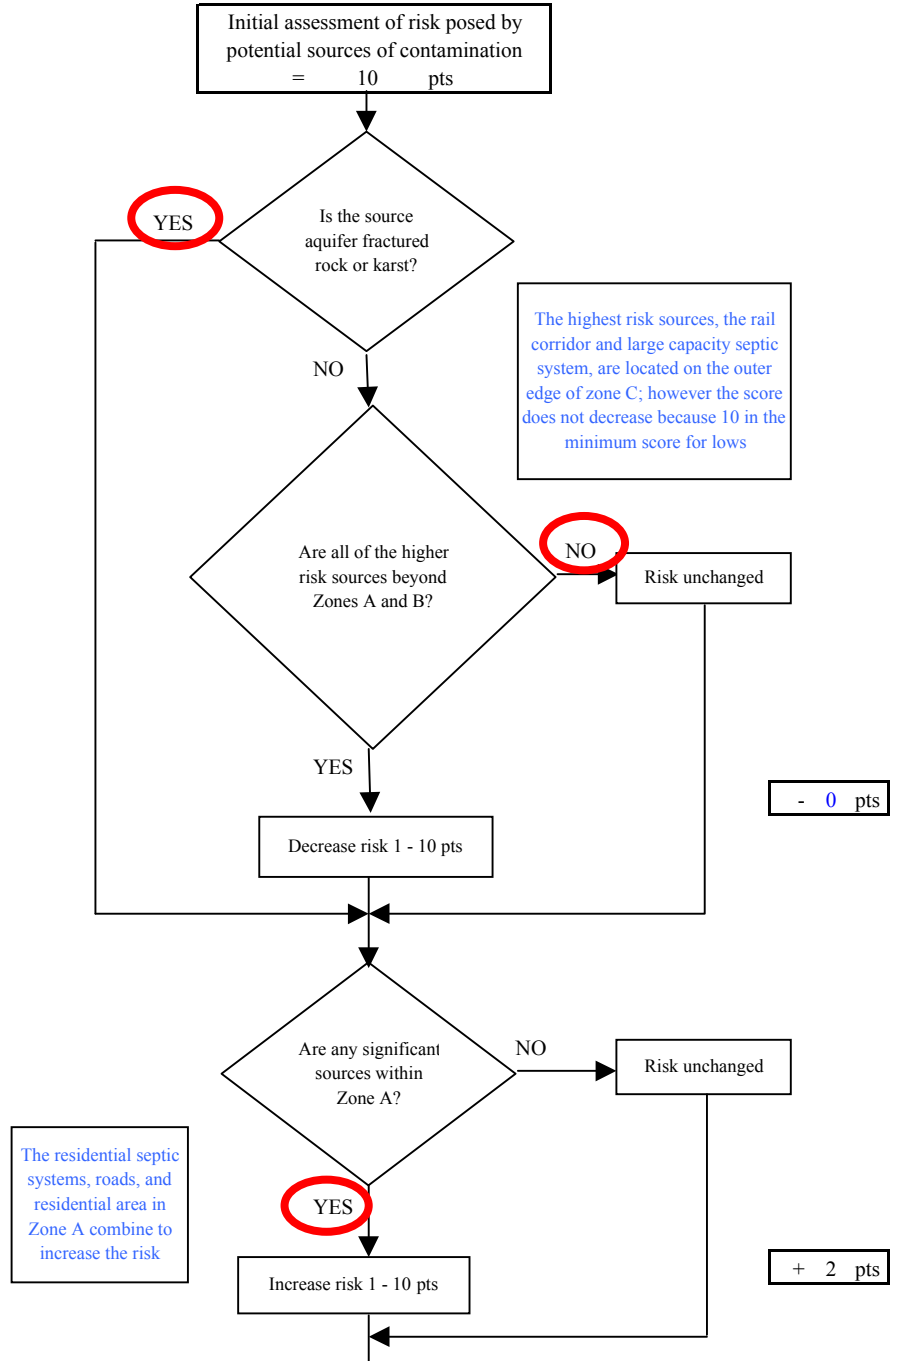 Initial assessment of risk posed by
potential sources of contamination
= 10 pts
YES
Is the source
aquifer fractured
rock or karst?
NO
The highest risk sources, the rail
corridor and large capacity septic
system, are located on the outer
edge of zone C; however the score
does not decrease because 10 in the
minimum score for lows
Are all of the higher
risk sources beyond
Zones A and B?
NO
Risk unchanged
YES
- 0 pts
Decrease risk 1 - 10 pts
Are any significant
sources within
Zone A?
NO
Risk unchanged
The residential septic
systems, roads, and
residential area in
Zone A combine to
increase the risk
YES
+ 2 pts
Increase risk 1 - 10 pts